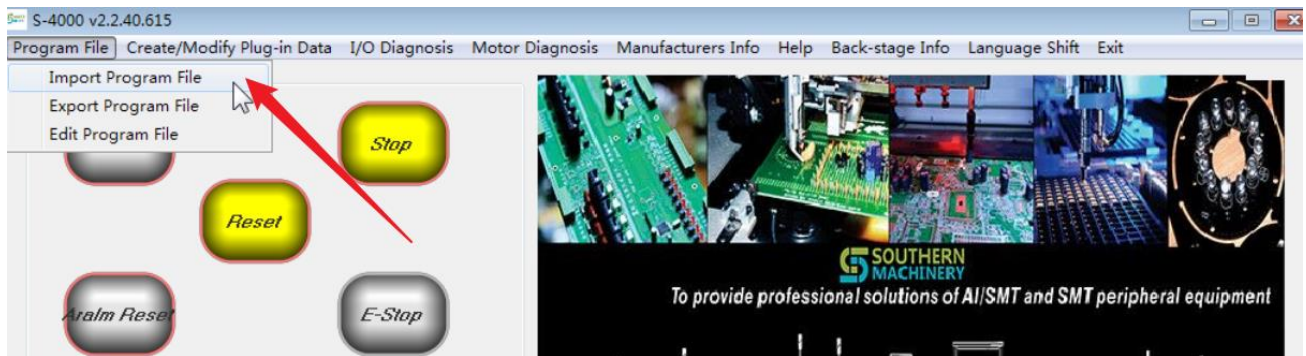 S-4000 v2.2.40.615
Program File Create/Modify Plug-in Data I/O Diagnosis Motor Diagnosis Manufacturers Info Help Back-stage Info Language Shift Exit
Import Program File
Export Program File
Edit Program File
Stop
Reset
Aralm Reset
E-Stop
SOUTHERN
MACHINERY
To provide professional solutions of AI/SMT and SMT peripheral equipment